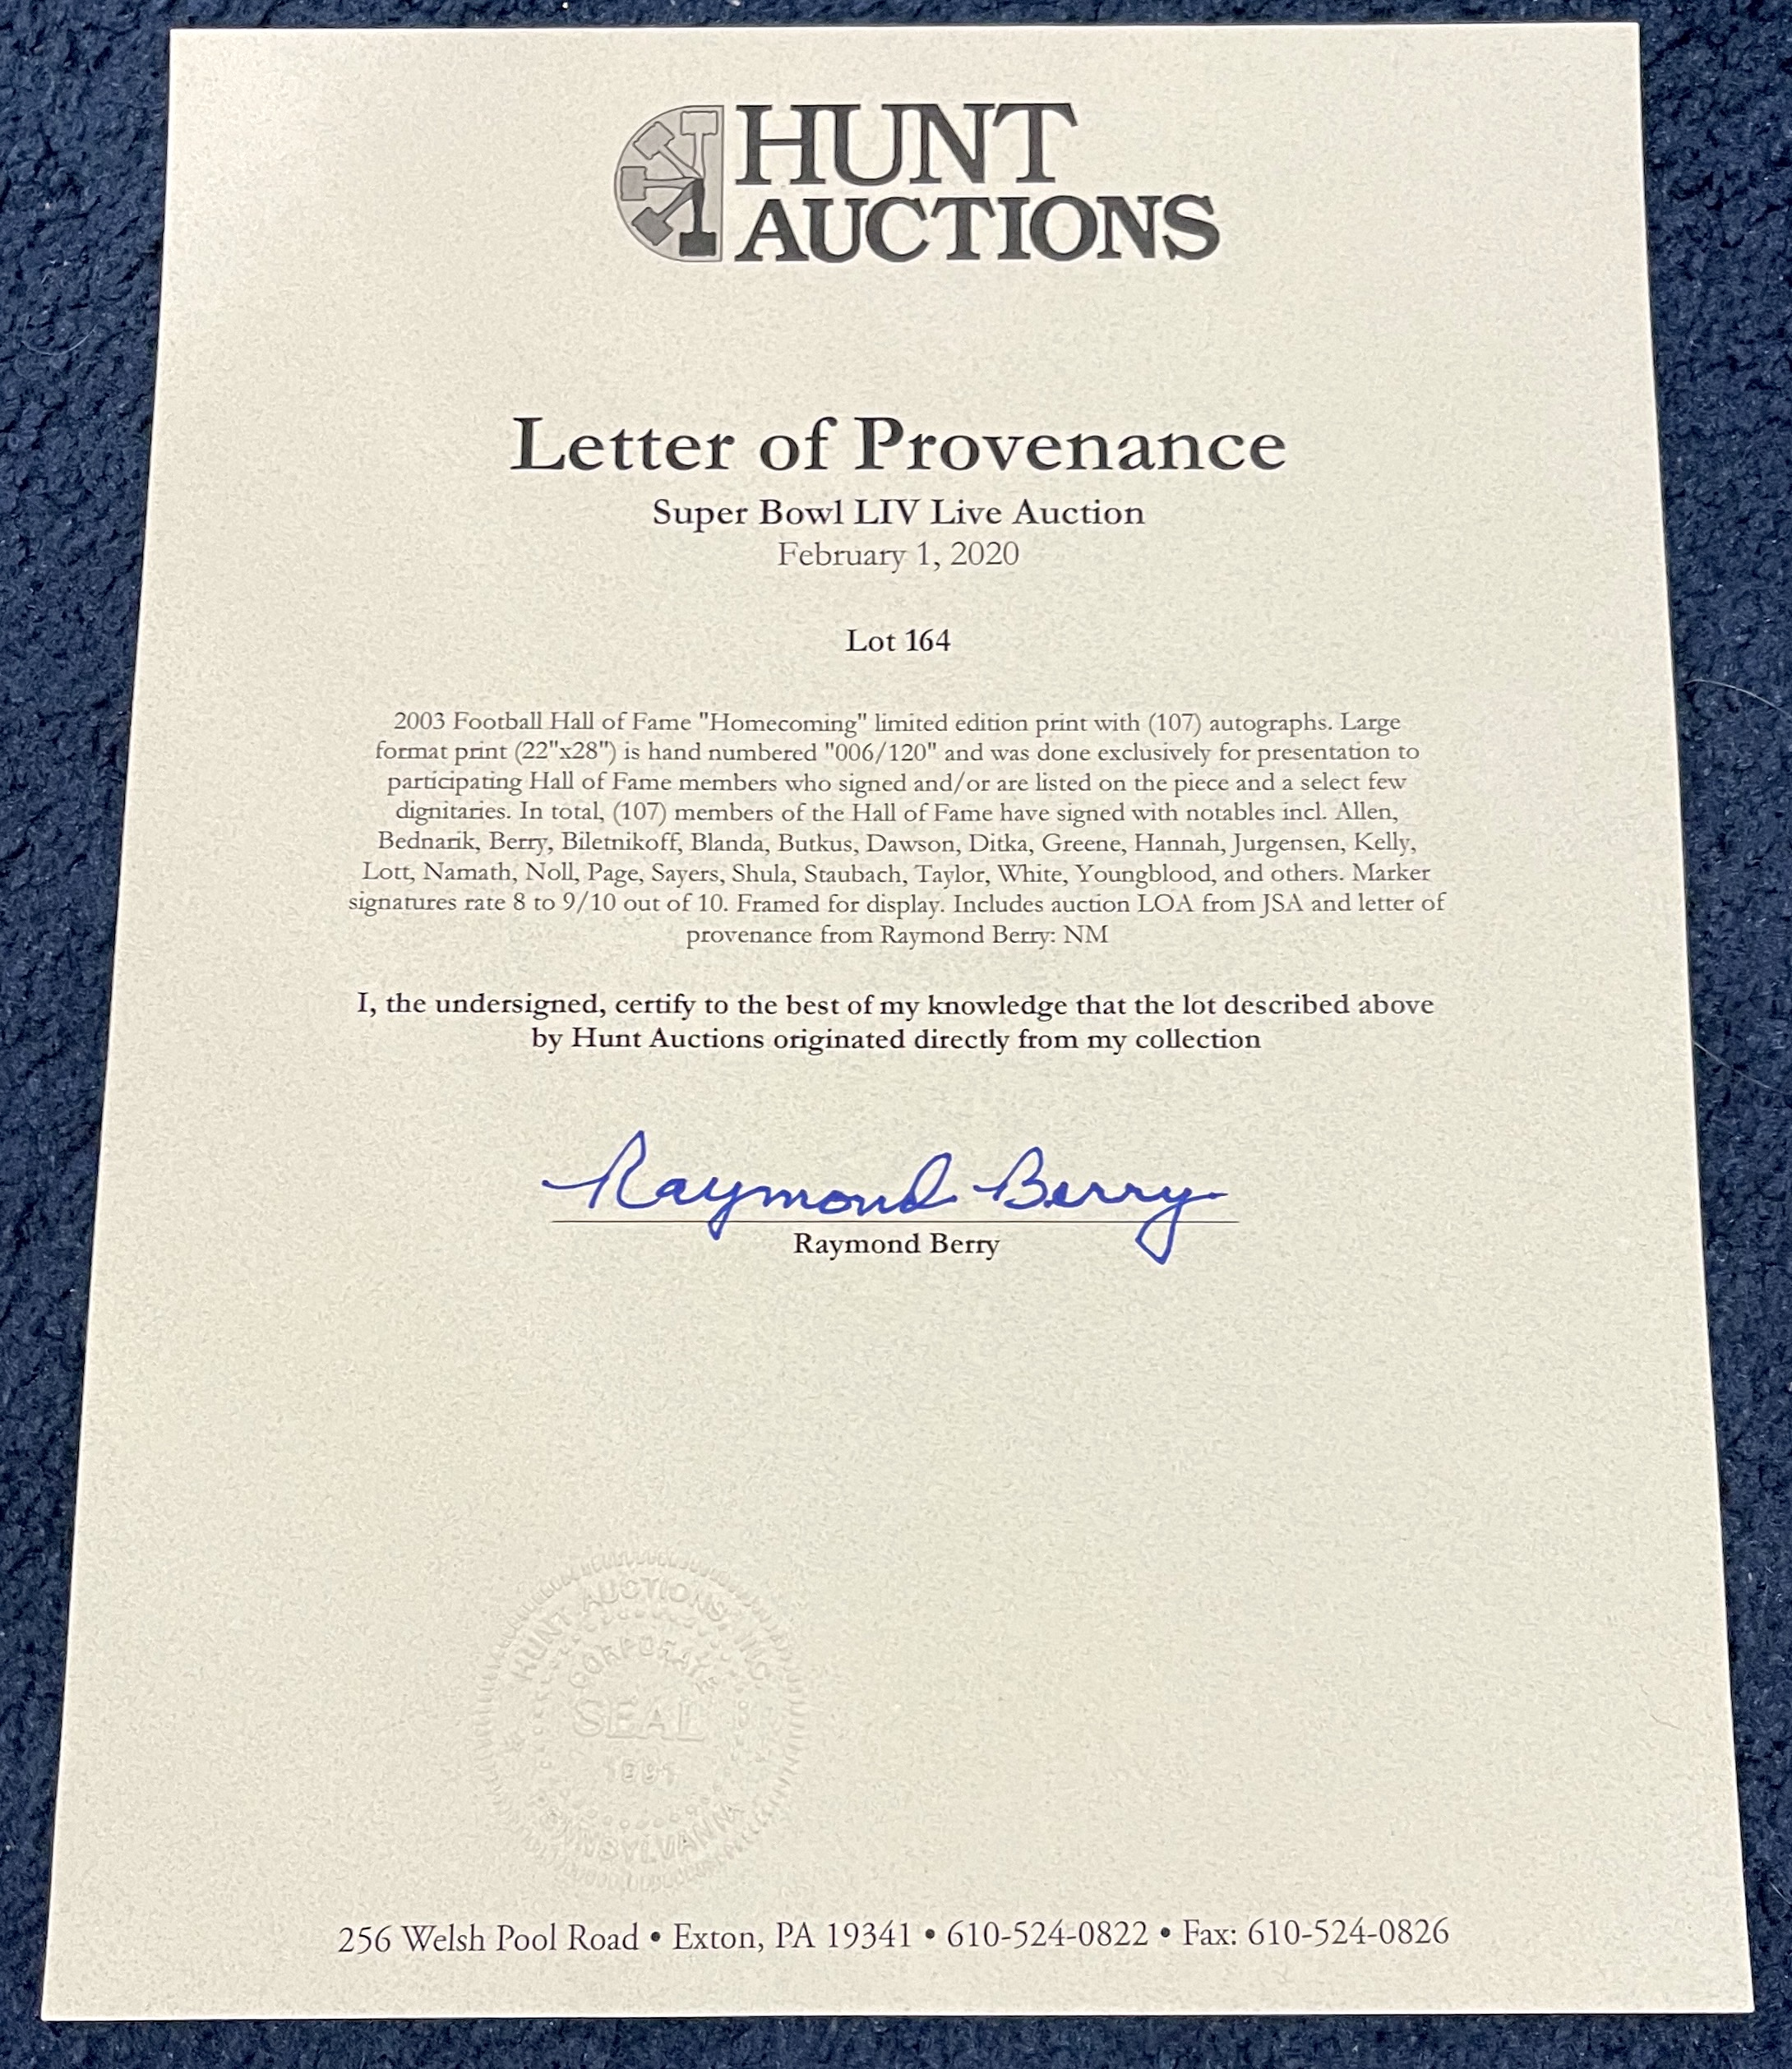 HUNT
AUCTIONS
Letter of Provenance
Super Bowl LIV Live Auction
February 1, 2020
Lot 164
2003 Football Hall of Fame "Homecoming" limited edition print with (107) autographs. Large
format print (22"x28") is hand numbered "006/120" and was done exclusively for presentation to
participating Hall of Fame members who signed and/or are listed on the piece and a select few
dignitaries. In total, (107) members of the Hall of Fame have signed with notables incl. Allen,
Bednarik, Berry, Biletnikoff, Blanda, Butkus, Dawson, Ditka, Greene, Hannah, Jurgensen, Kelly,
Lott, Namath, Noll, Page, Sayers, Shula, Staubach, Taylor, White, Youngblood, and others. Marker
signatures rate 8 to 9/10 out of 10. Framed for display. Includes auction LOA from JSA and letter of
provenance from Raymond Berry: NM
I, the undersigned, certify to the best of my knowledge that the lot described above
by Hunt Auctions originated directly from my collection
Raymond Berry
Raymond Berry
HUNT AUCTIONS, INC.
CORPORATE
SEAL
1991
PENNSYLVANIA
256 Welsh Pool Road • Exton, PA 19341 • 610-524-0822 • Fax: 610-524-0826